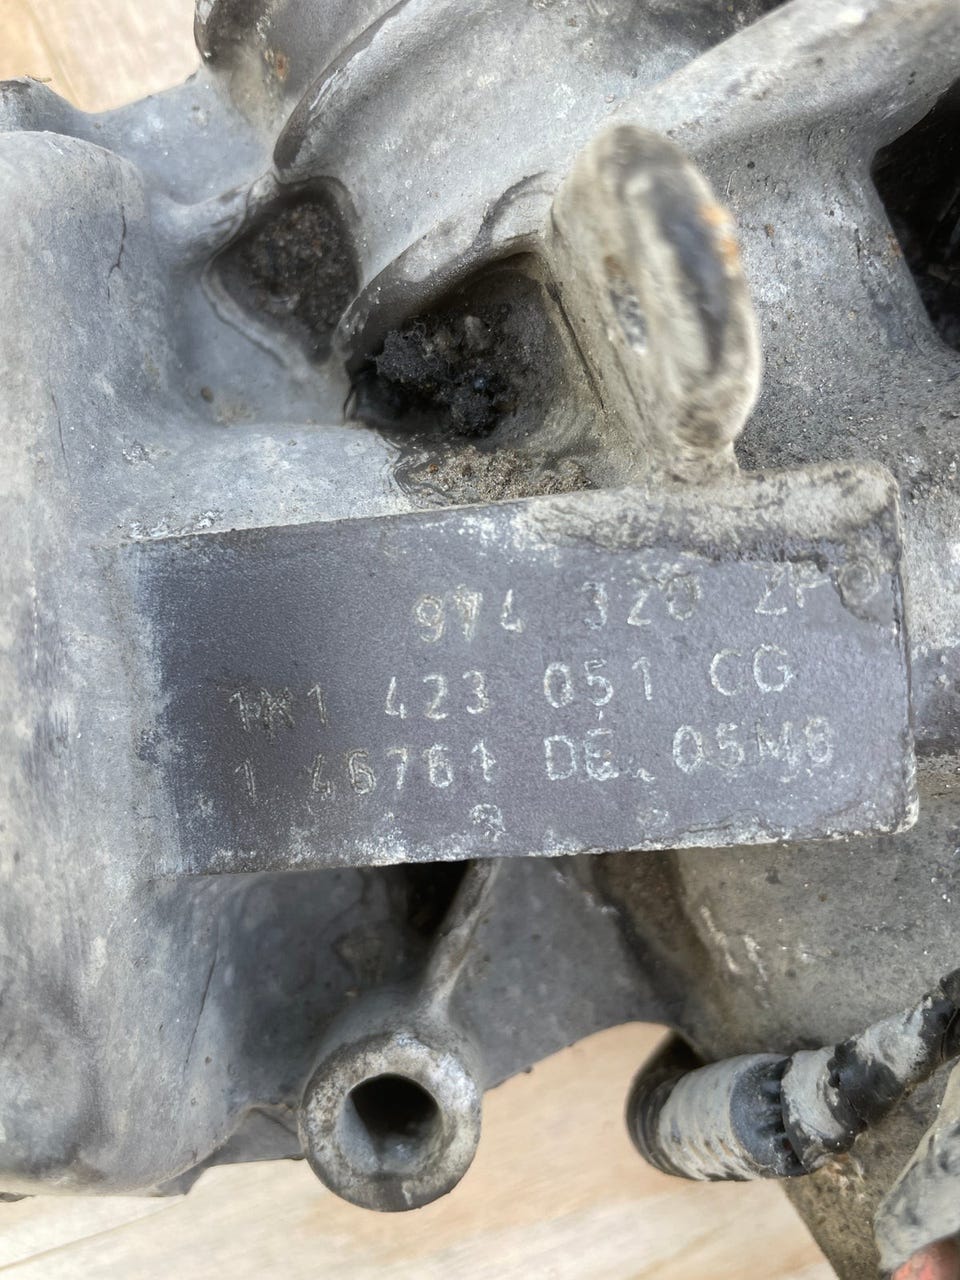 974 320 ZF
1K1 423 051 CG
1 46761 DE 05M8